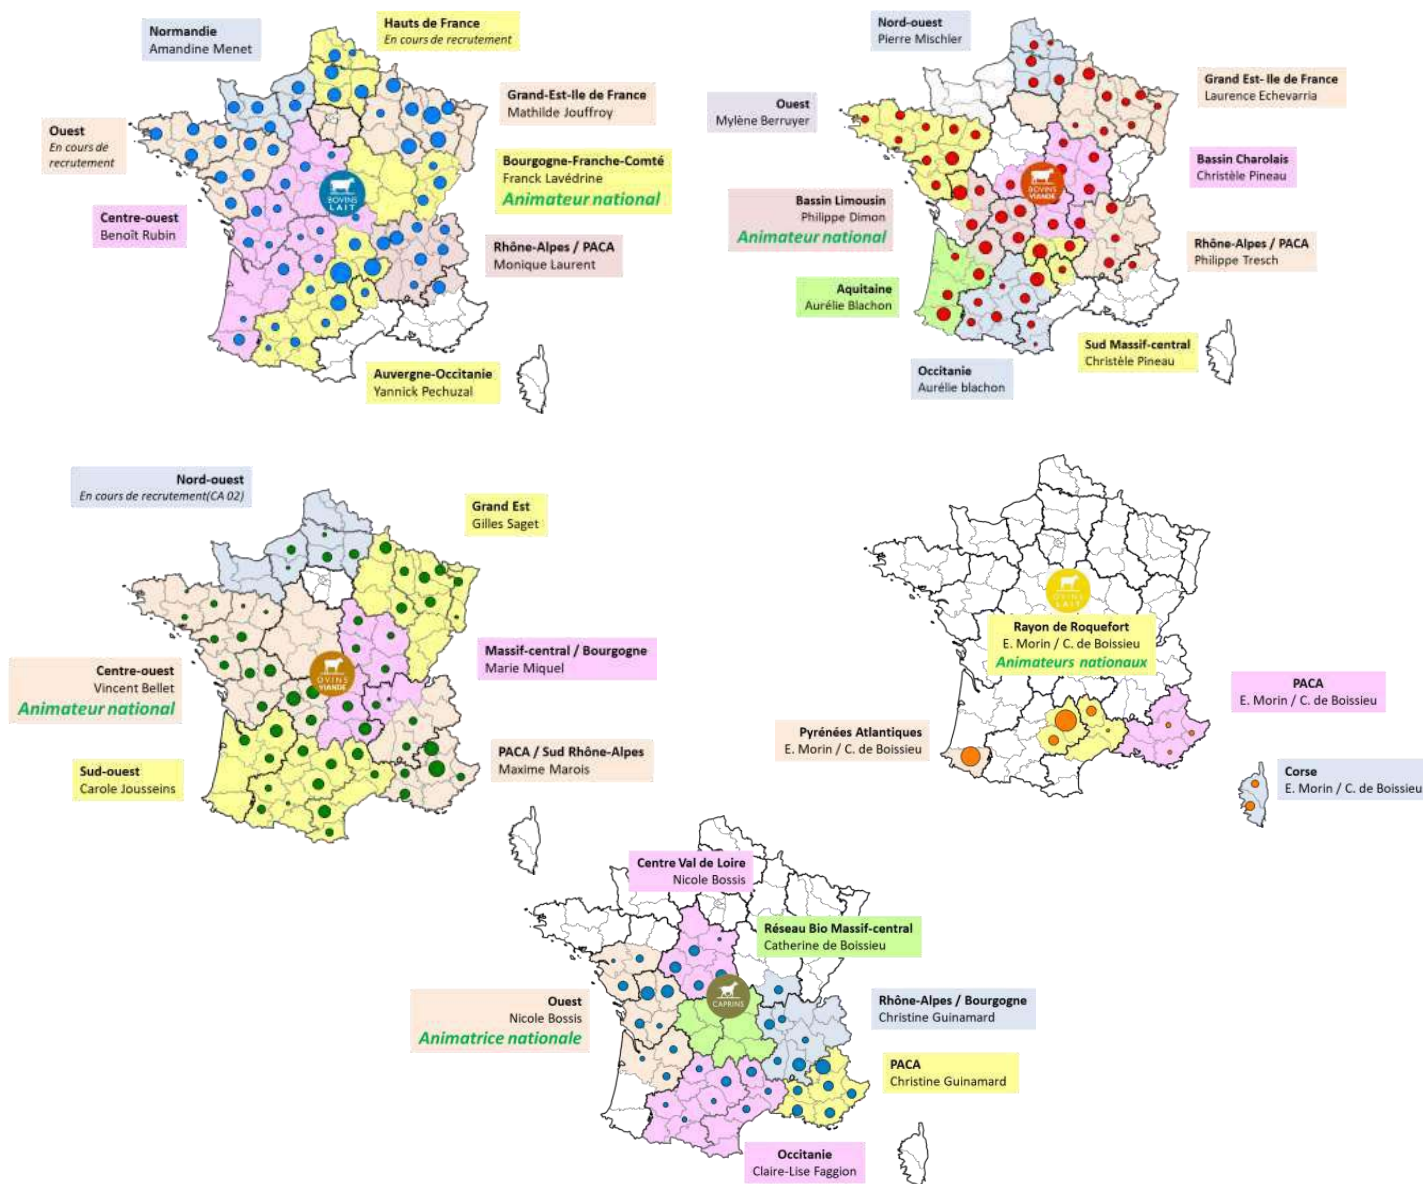 Normandie
Amandine Menet
Hauts de France
En cours de recrutement
Grand-Est-Ile de France
Mathilde Jouffroy
Ouest
En cours de
recrutement
Bourgogne-Franche-Comté
Franck Lavédrine
Animateur national
BOVINS
LAIT
Centre-ouest
Benoît Rubin
Rhône-Alpes / PACA
Monique Laurent
Auvergne-Occitanie
Yannick Pechuzal
Nord-ouest
Pierre Mischler
Grand Est- Ile de France
Laurence Echevarria
Ouest
Mylène Berruyer
Bassin Charolais
Christèle Pineau
BOVINS
VIANDE
Bassin Limousin
Philippe Dimon
Animateur national
Rhône-Alpes / PACA
Philippe Tresch
Aquitaine
Aurélie Blachon
Sud Massif-central
Christèle Pineau
Occitanie
Aurélie blachon
Nord-ouest
En cours de recrutement(CA 02)
Grand Est
Gilles Saget
Massif-central / Bourgogne
Marie Miquel
Centre-ouest
Vincent Bellet
Animateur national
OVINS
VIANDE
PACA / Sud Rhône-Alpes
Maxime Marois
Sud-ouest
Carole Jousseins
OVINS
LAIT
Rayon de Roquefort
E. Morin / C. de Boissieu
Animateurs nationaux
PACA
E. Morin / C. de Boissieu
Pyrénées Atlantiques
E. Morin / C. de Boissieu
Corse
E. Morin / C. de Boissieu
Centre Val de Loire
Nicole Bossis
Réseau Bio Massif-central
Catherine de Boissieu
CAPRINS
Ouest
Nicole Bossis
Animatrice nationale
Rhône-Alpes / Bourgogne
Christine Guinamard
PACA
Christine Guinamard
Occitanie
Claire-Lise Faggion